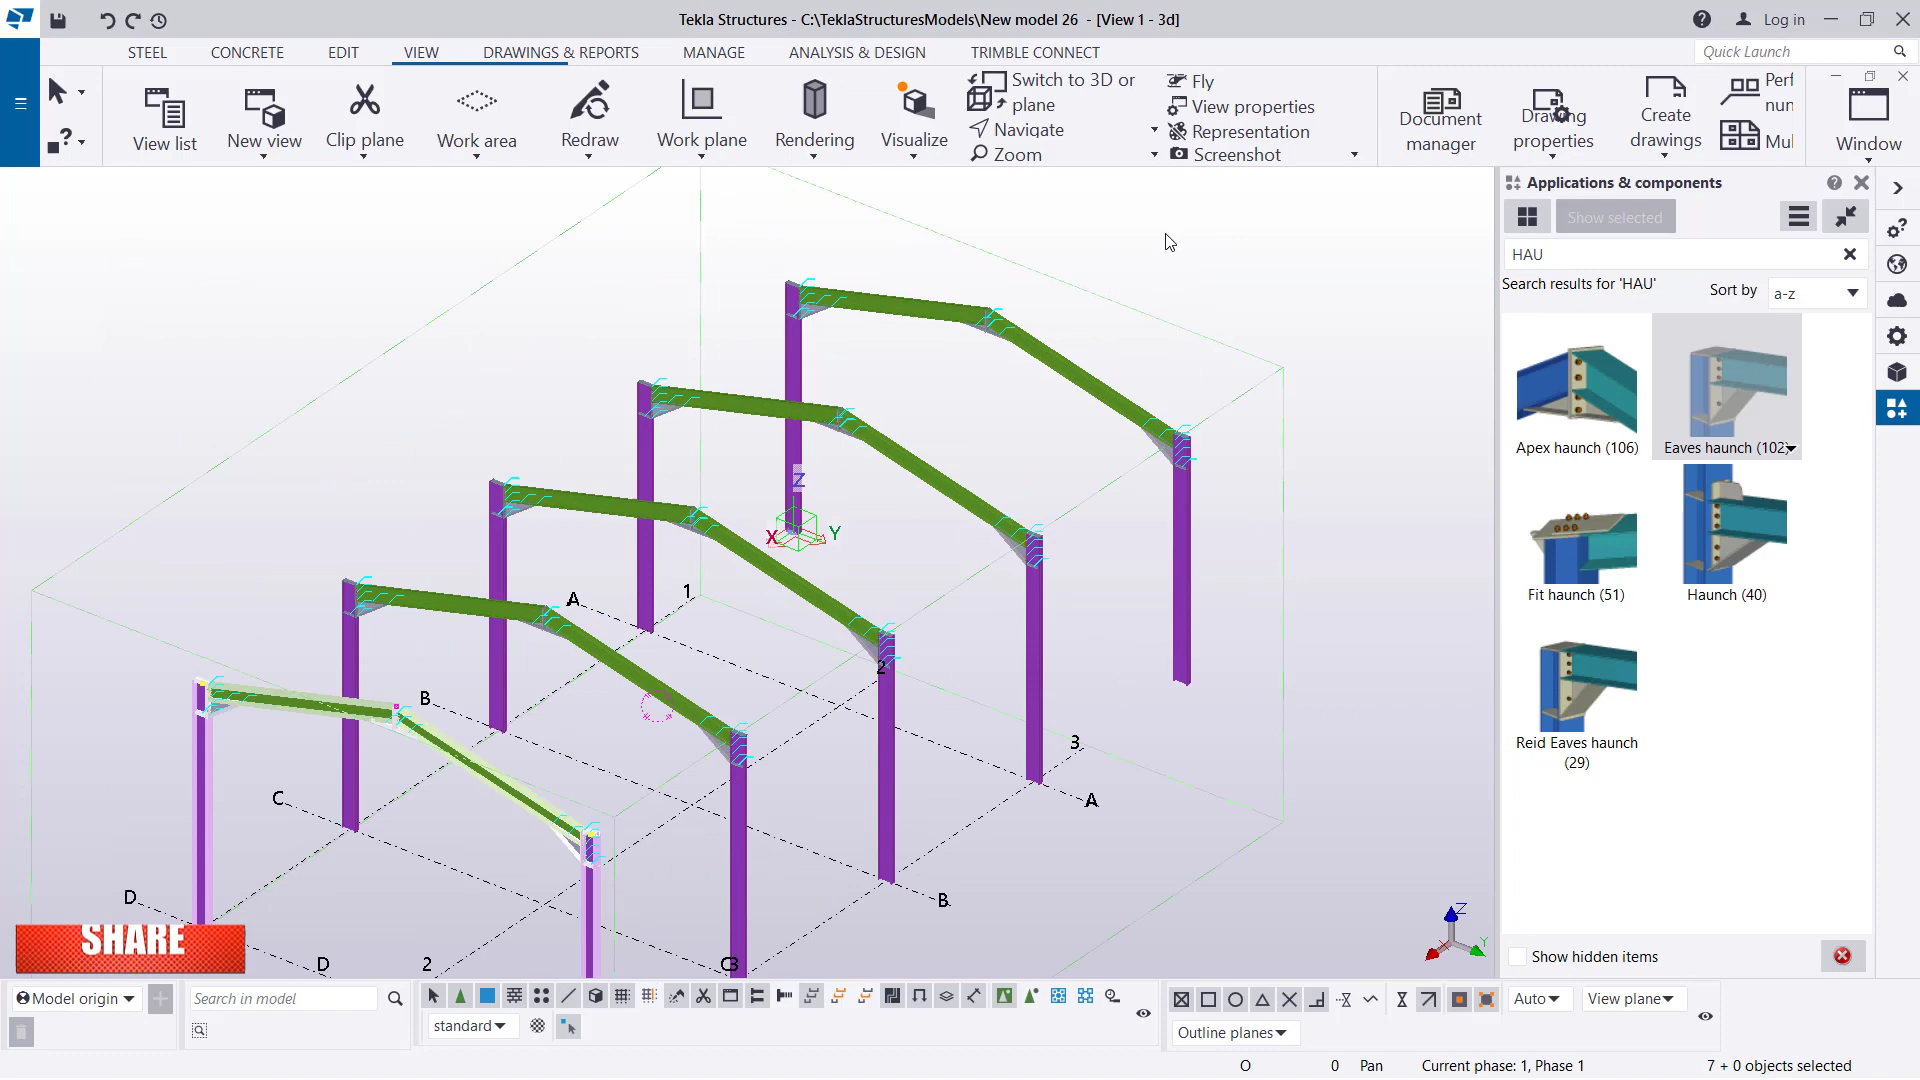 Tekla Structures - C:\TeklaStructuresModels\New model 26 - [View 1 - 3d]
Log in
STEEL
CONCRETE
EDIT
VIEW
DRAWINGS & REPORTS
MANAGE
ANALYSIS & DESIGN
TRIMBLE CONNECT
Quick Launch
View list
New view
Clip plane
Work area
Redraw
Work plane
Rendering
Visualize
Switch to 3D or
plane
Navigate
Zoom
Fly
View properties
Representation
Screenshot
Document
manager
Drawing
properties
Create
drawings
Perf
nun
Mul
Window
Applications & components
Show selected
HAU
Search results for 'HAU'
Sort by
a-z
Apex haunch (106)
Eaves haunch (102)
Fit haunch (51)
Haunch (40)
Reid Eaves haunch
(29)
Show hidden items
Z
X
Y
A
1
B
2
C
3
A
D
B
D
2
C3
Z
X
Y
SHARE
Model origin
Search in model
standard
Auto
View plane
Outline planes
O
0
Pan
Current phase: 1, Phase 1
7 + 0 objects selected